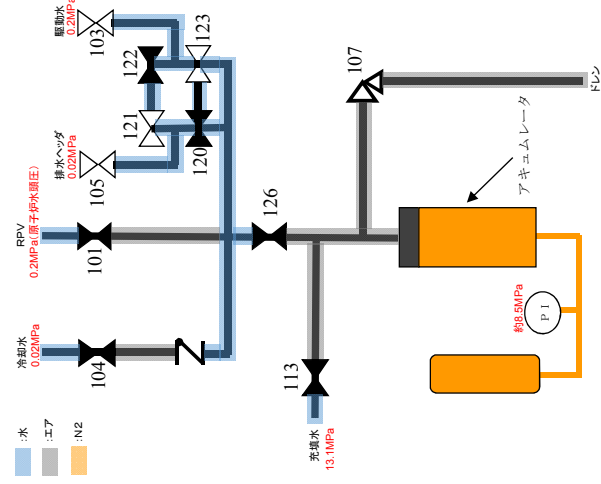 :水
:エア
:N2
冷却水
0.02MPa
104
RPV
0.2MPa(原子炉水頭圧)
101
排水ヘッダ
0.02MPa
105
駆動水
0.2MPa
103
121
122
123
120
126
107
ドレン
113
充填水
13.1MPa
約8.5MPa
PI
アキュムレータ